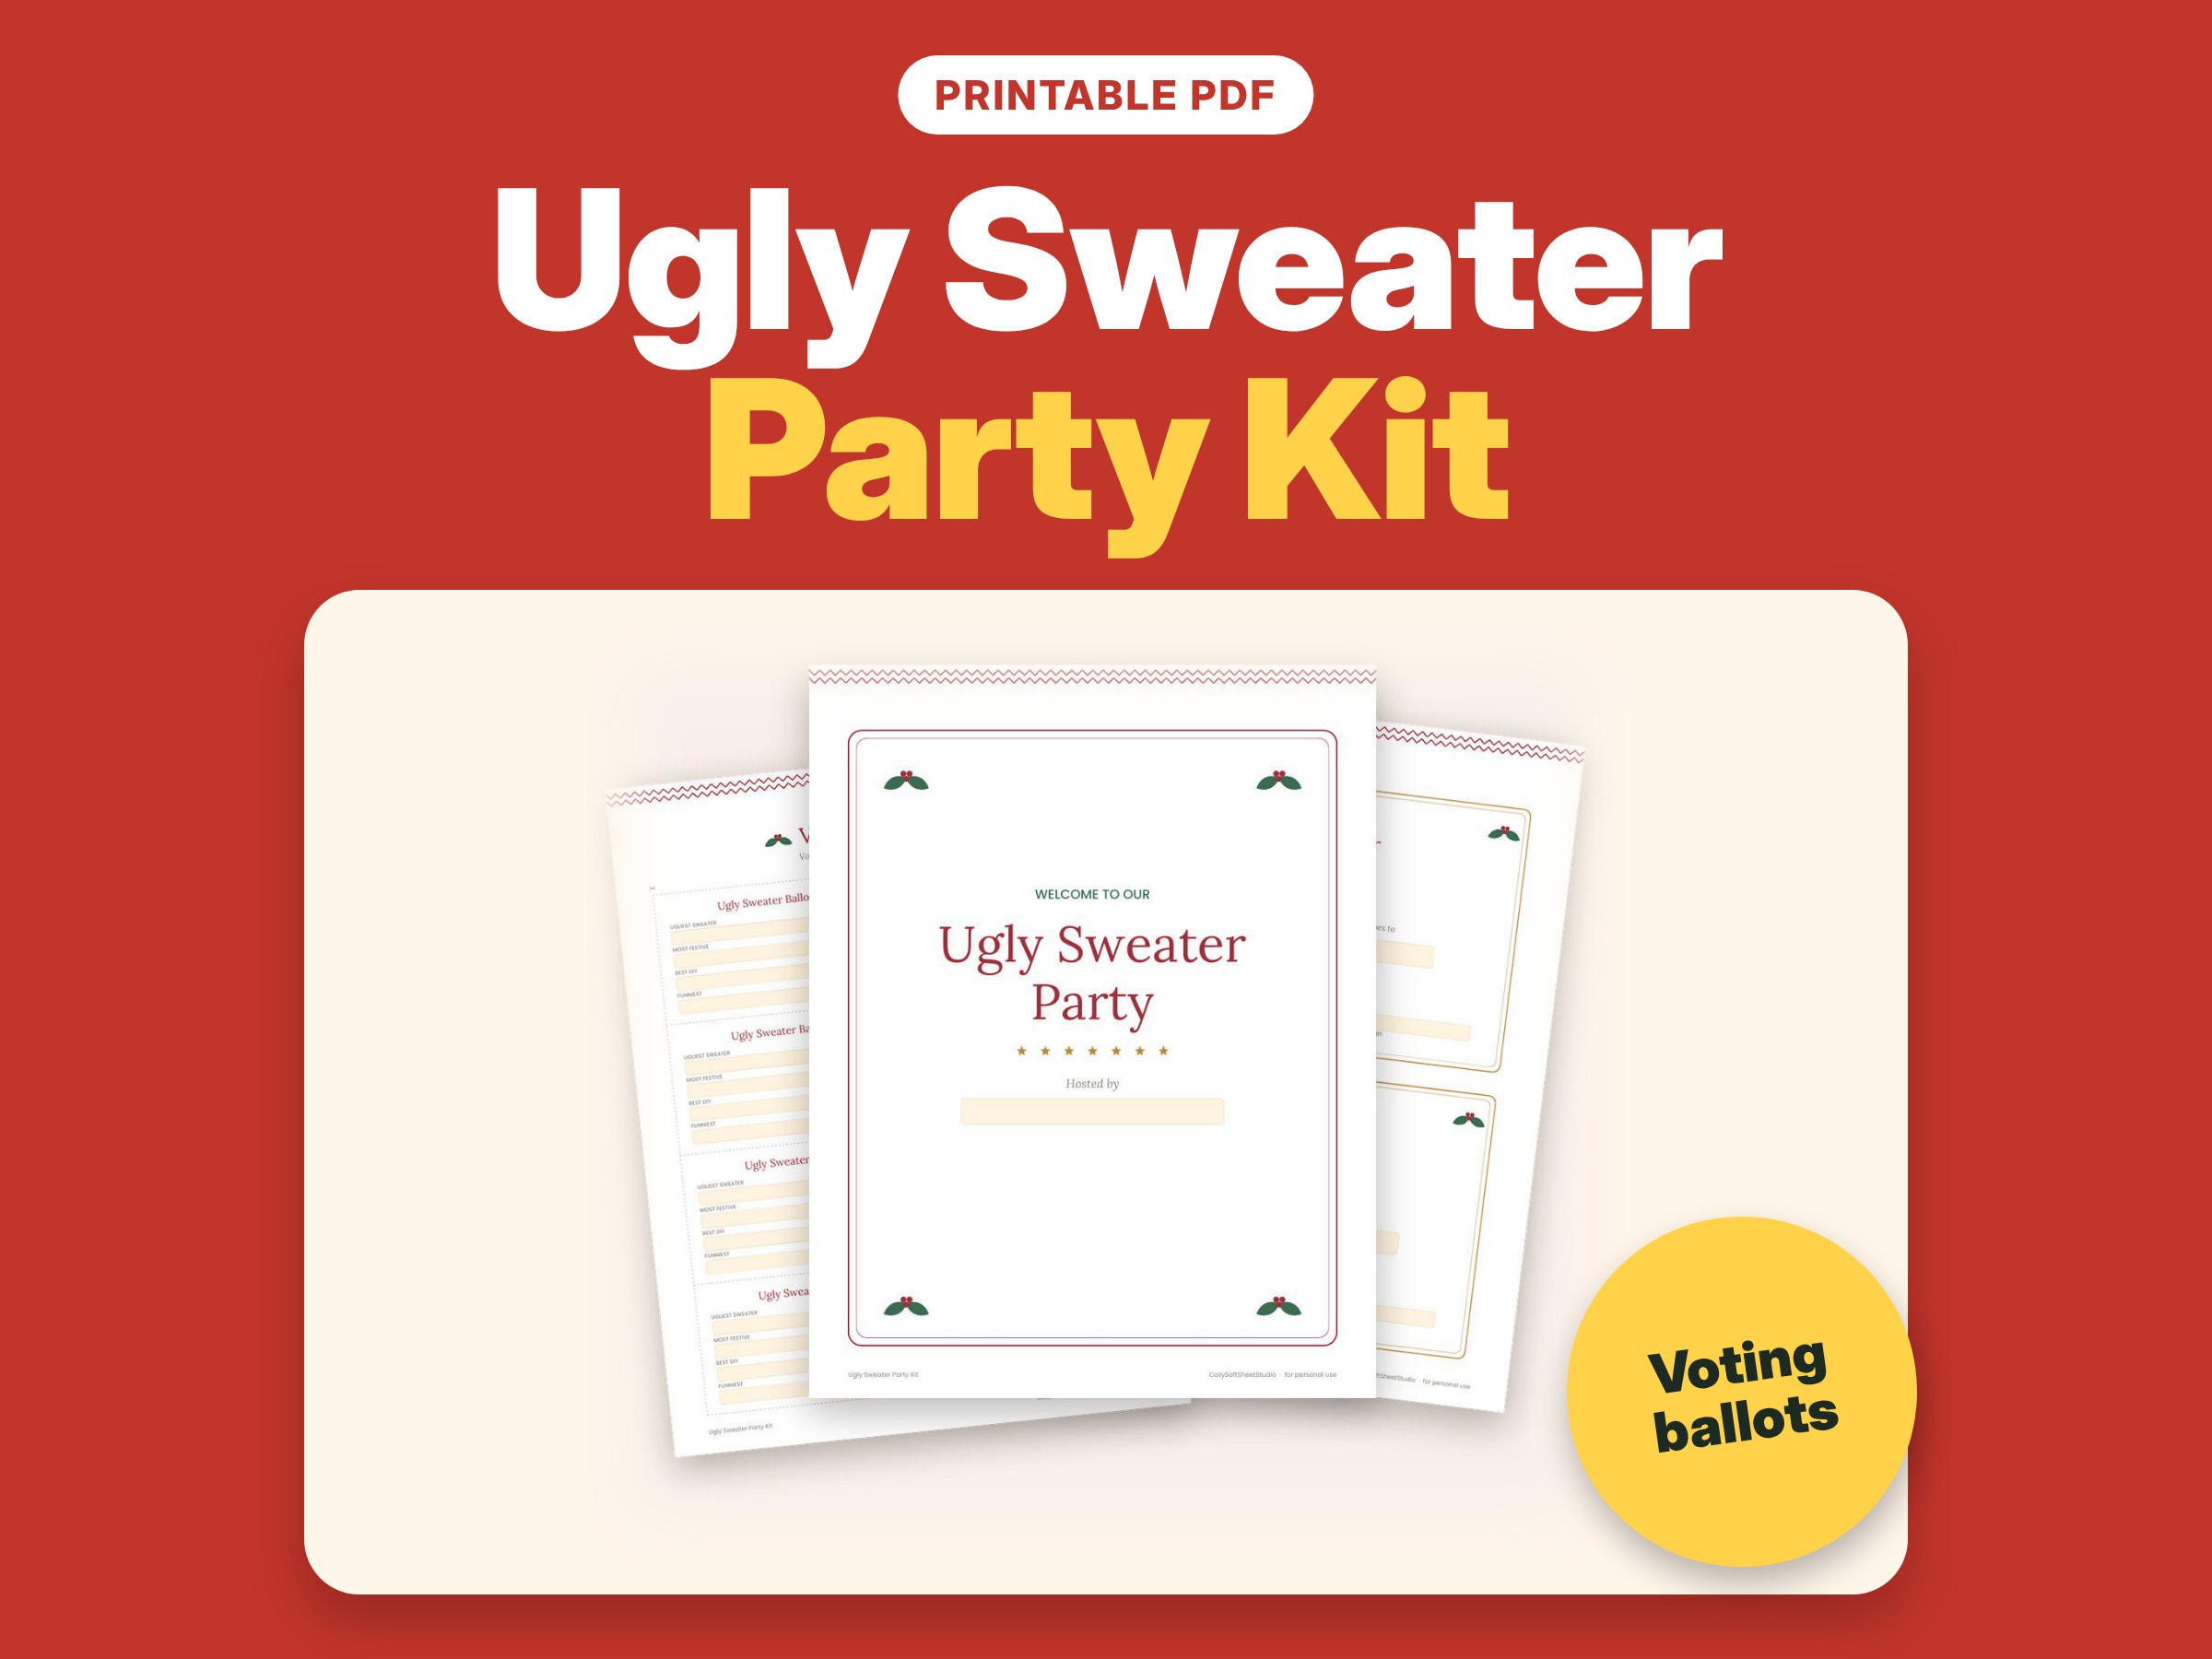 PRINTABLE PDF
Ugly Sweater
Party Kit
WELCOME TO OUR
Ugly Sweater
Party
Hosted by
Ugly Sweater Party Kit
CozySoftSheetStudio · for personal use
Ugly Sweater Ballo
UGLIEST SWEATER
MOST FESTIVE
BEST DIY
FUNNIEST
Ugly Sweater Ba
UGLIEST SWEATER
MOST FESTIVE
BEST DIY
FUNNIEST
Ugly Sweater
UGLIEST SWEATER
MOST FESTIVE
BEST DIY
FUNNIEST
Ugly Swea
UGLIEST SWEATER
MOST FESTIVE
BEST DIY
FUNNIEST
Ugly Sweater Party Kit
oes to
ftSheetStudio · for personal use
Voting
ballots